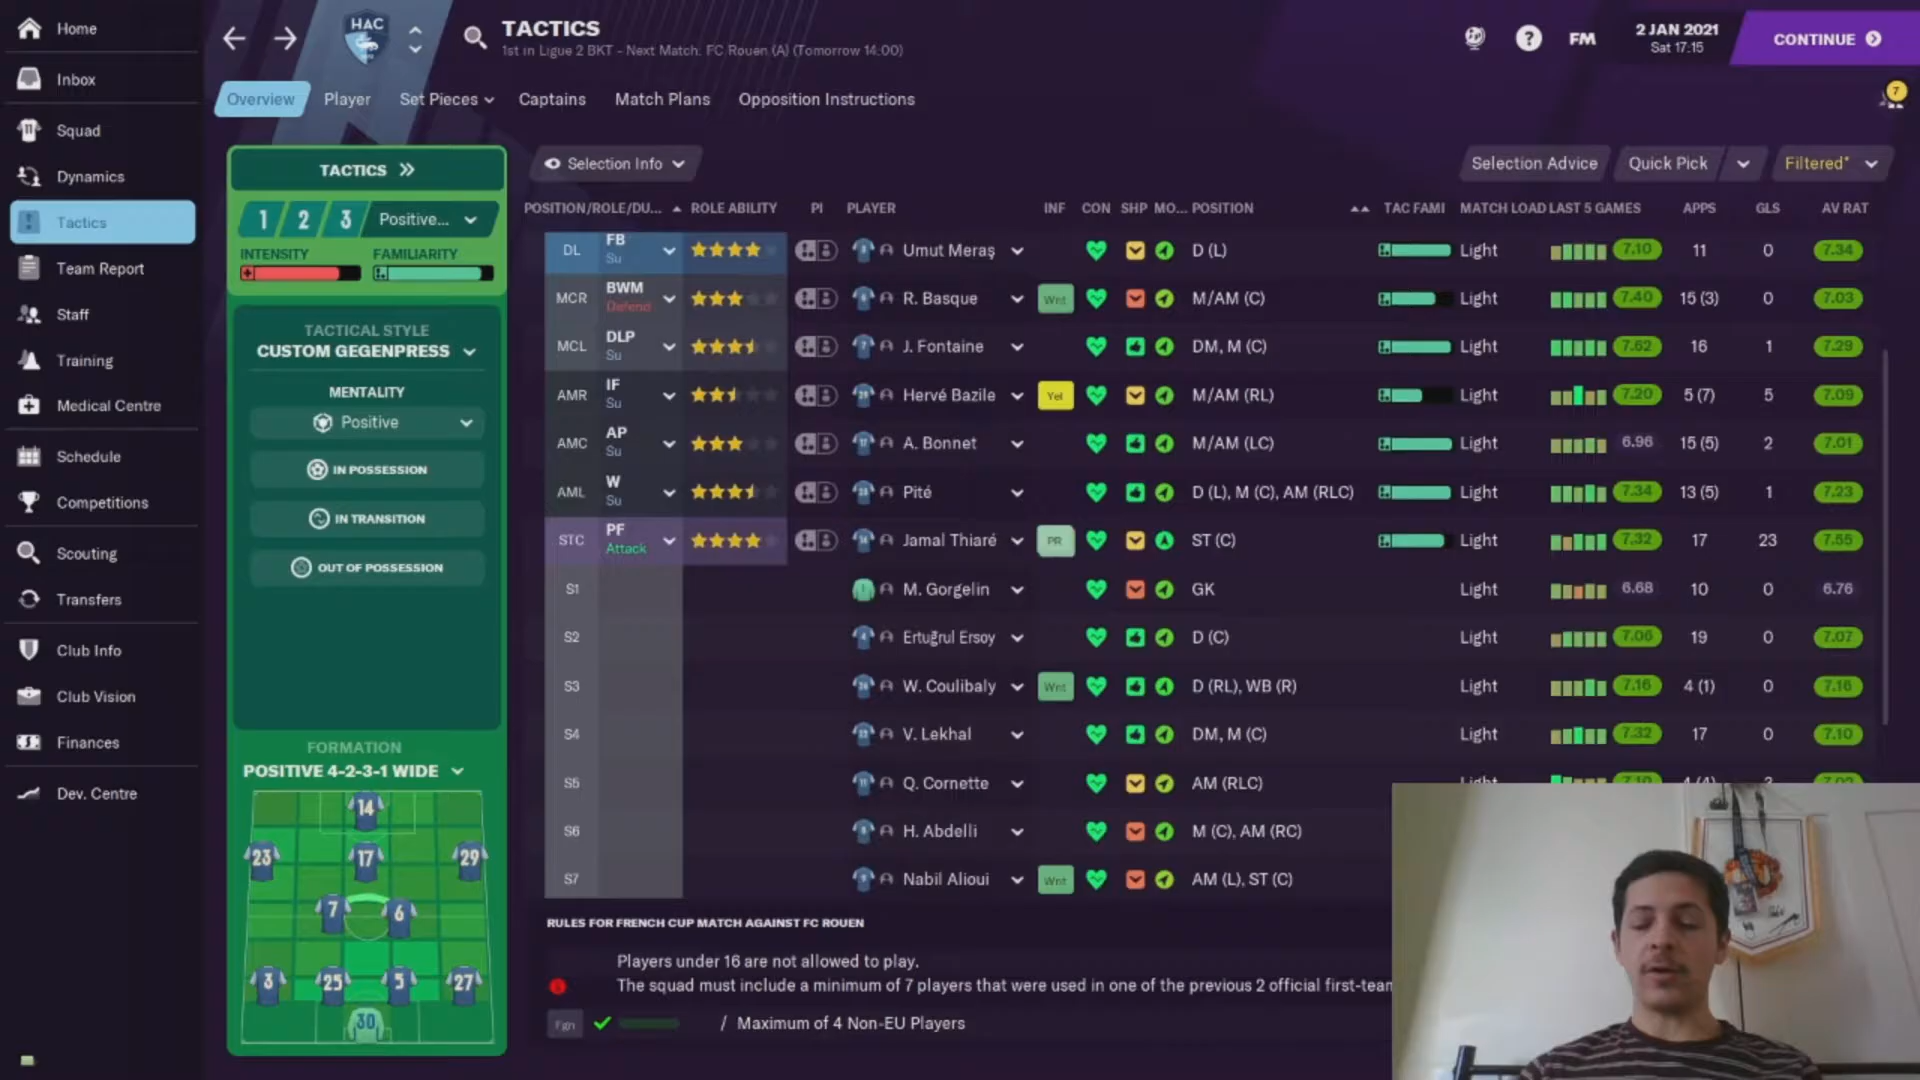 Home
Inbox
Squad
Dynamics
Tactics
Team Report
Staff
Training
Medical Centre
Schedule
Competitions
Scouting
Transfers
Club Info
Club Vision
Finances
Dev. Centre
HAC
TACTICS
1st in Ligue 2 BKT - Next Match: FC Rouen (A) (Tomorrow 14:00)
FM
2 JAN 2021
Sat 17:15
CONTINUE
Overview Player Set Pieces Captains Match Plans Opposition Instructions
7
TACTICS
1 2 3 Positive...
INTENSITY FAMILIARITY
TACTICAL STYLE
CUSTOM GEGENPRESS
MENTALITY
Positive
IN POSSESSION
IN TRANSITION
OUT OF POSSESSION
FORMATION
POSITIVE 4-2-3-1 WIDE
14
23 17 29
7 6
3 25 5 27
30
Selection Info Selection Advice Quick Pick Filtered*
POSITION/ROLE/DU... ROLE ABILITY PI PLAYER INF CON SHP MO... POSITION TAC FAMI MATCH LOAD LAST 5 GAMES APPS GLS AV RAT
DL FB Su Umut Meraş D (L) Light 7.10 11 0 7.34
MCR BWM Defend R. Basque Wnt M/AM (C) Light 7.40 15 (3) 0 7.03
MCL DLP Su J. Fontaine DM, M (C) Light 7.62 16 1 7.29
AMR IF Su Hervé Bazile Yel M/AM (RL) Light 7.20 5 (7) 5 7.09
AMC AP Su A. Bonnet M/AM (LC) Light 6.96 15 (5) 2 7.01
AML W Su Pité D (L), M (C), AM (RLC) Light 7.34 13 (5) 1 7.23
STC PF Attack Jamal Thiaré PR ST (C) Light 7.32 17 23 7.55
S1 M. Gorgelin GK Light 6.68 10 0 6.76
S2 Ertuğrul Ersoy D (C) Light 7.06 19 0 7.07
S3 W. Coulibaly Wnt D (RL), WB (R) Light 7.16 4 (1) 0 7.16
S4 V. Lekhal DM, M (C) Light 7.32 17 0 7.10
S5 Q. Cornette AM (RLC) Light
S6 H. Abdelli M (C), AM (RC)
S7 Nabil Alioui Wnt AM (L), ST (C)
RULES FOR FRENCH CUP MATCH AGAINST FC ROUEN
Players under 16 are not allowed to play.
The squad must include a minimum of 7 players that were used in one of the previous 2 official first-team
Fgn / Maximum of 4 Non-EU Players